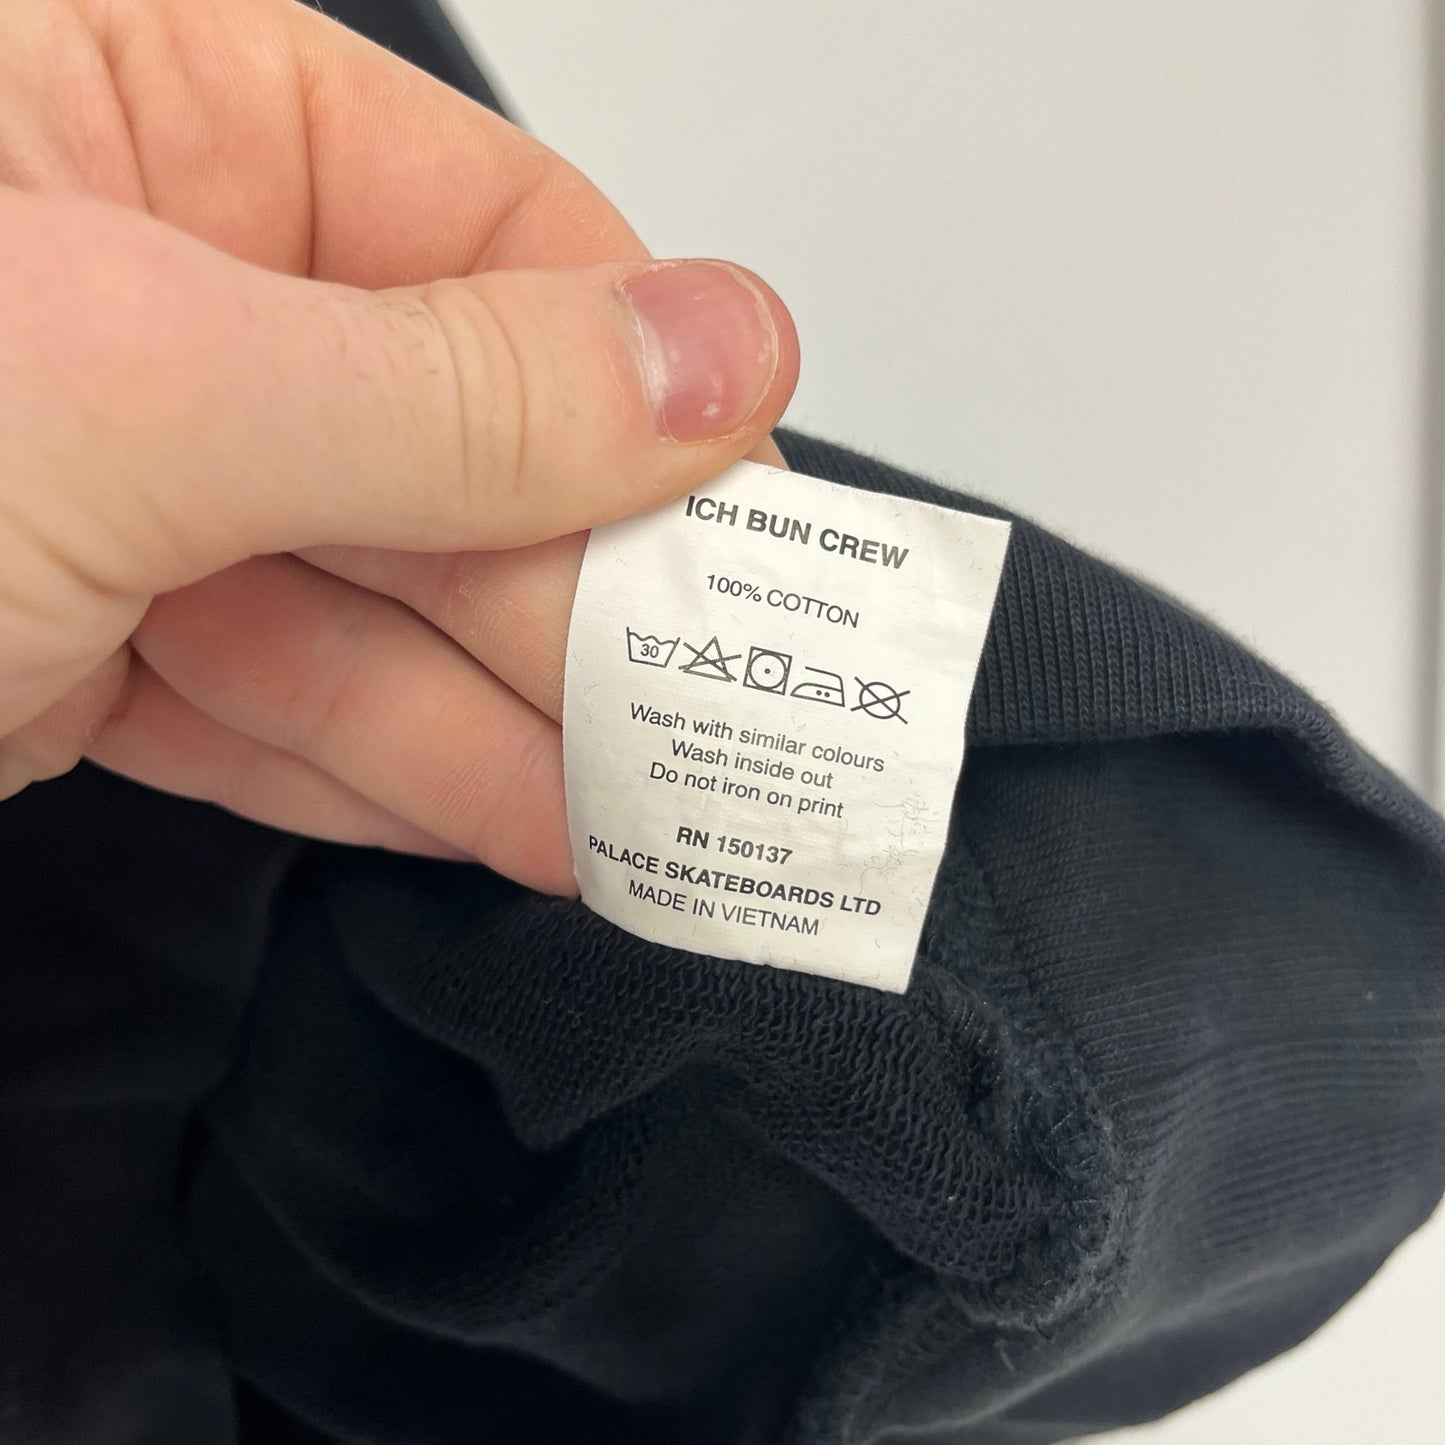 ICH BUN CREW
100% COTTON
30
Wash with similar colours
Wash inside out
Do not iron on print
RN 150137
PALACE SKATEBOARDS LTD
MADE IN VIETNAM